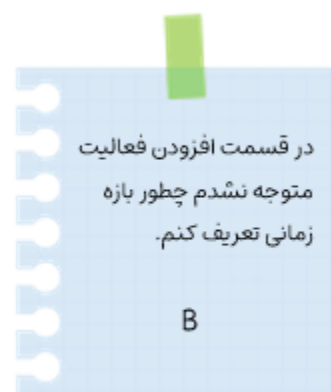 در قسمت افزودن فعالیت
متوجه نشدم چطور بازه
زمانی تعریف کنم.
B